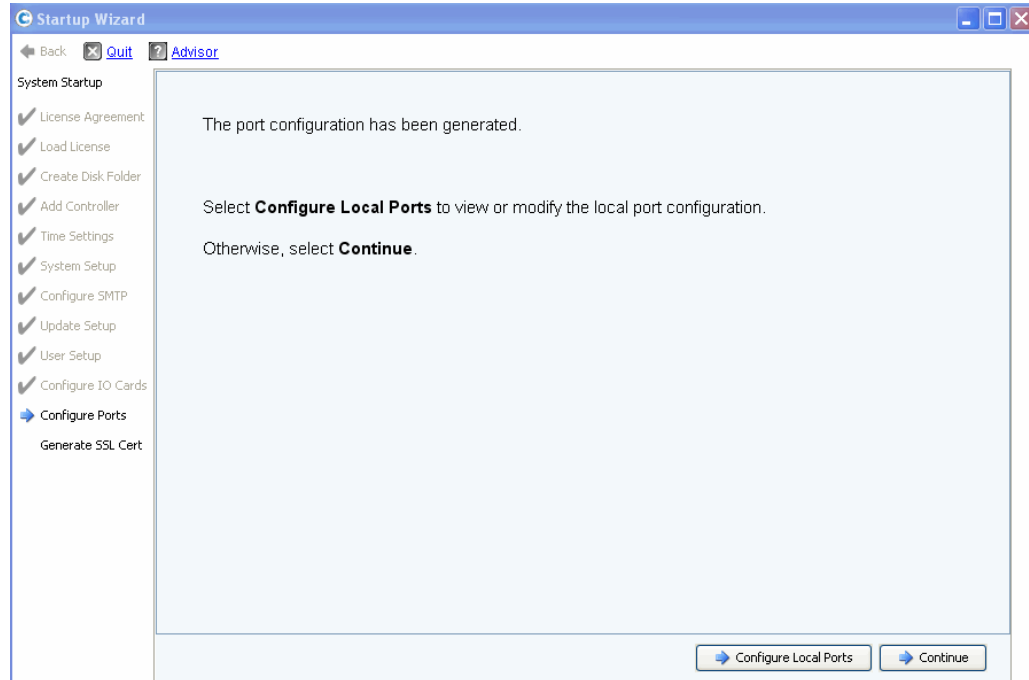 Startup Wizard
Back Quit Advisor
System Startup
License Agreement
Load License
Create Disk Folder
Add Controller
Time Settings
System Setup
Configure SMTP
Update Setup
User Setup
Configure IO Cards
Configure Ports
Generate SSL Cert
The port configuration has been generated.
Select Configure Local Ports to view or modify the local port configuration.
Otherwise, select Continue.
Configure Local Ports
Continue